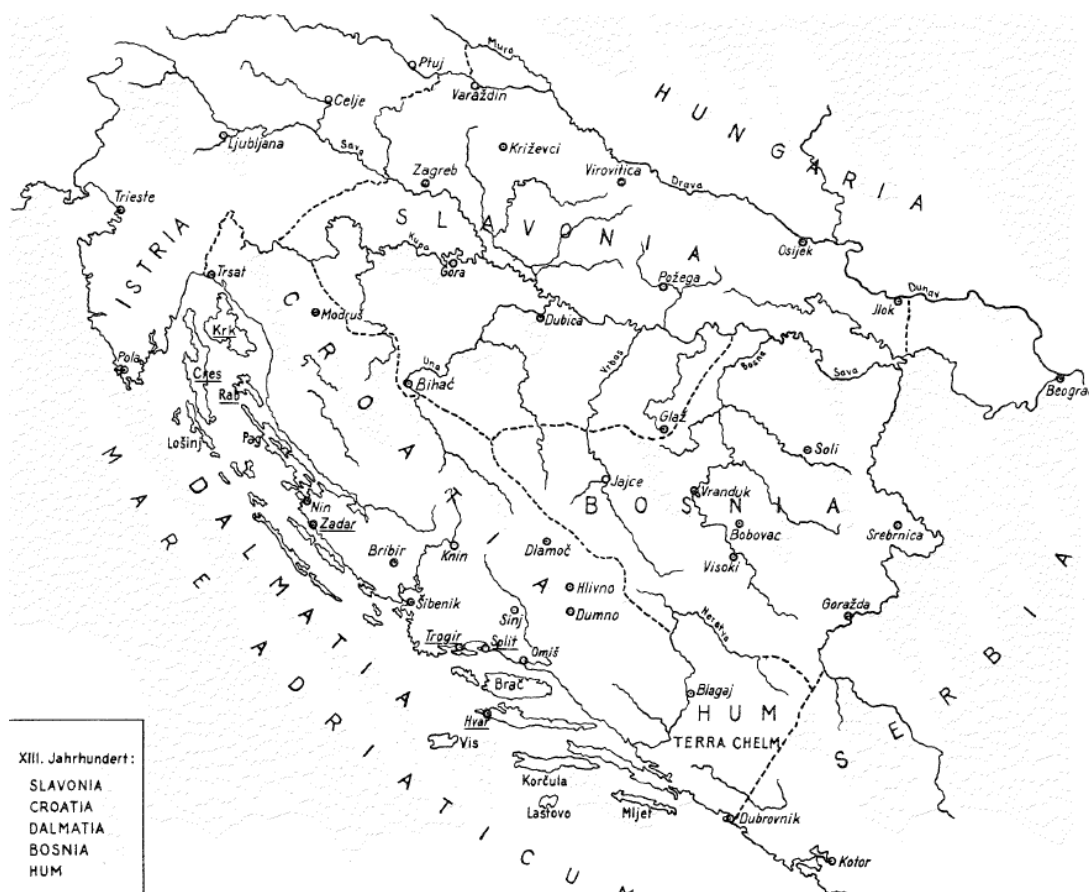 Mura
Ptuj
Varaždin
Celje
HUNGARIA
Ljubljana
Sava
Križevci
Zagreb
Virovitica
Drava
Trieste
SLAVONIA
ISTRIA
Kupa
Gora
Osijek
Trsat
Požega
Dunav
Jlok
CROATIA
Modruš
Krk
Dubica
Vrbas
Bosna
Sava
Pola
Una
Bihać
Beograd
Cres
Rab
Glaž
Lošinj
Pag
Soli
MARE ADRIATICUM
DALMATIA
Jajce
Vranduk
BOSNIA
Nin
Zadar
Bobovac
Srebrnica
Bribir
Knin
Dlamoč
Visoki
SERBIA
Hlivno
Šibenik
Sinj
Dumno
Neretva
Goražda
Trogir
Split
Omiš
Brač
Blagaj
Hvar
HUM
Vis
TERRA CHELM
XIII. Jahrhundert:
SLAVONIA
CROATIA
DALMATIA
BOSNIA
HUM
Korčula
Lastovo
Mljet
Dubrovnik
Kotor